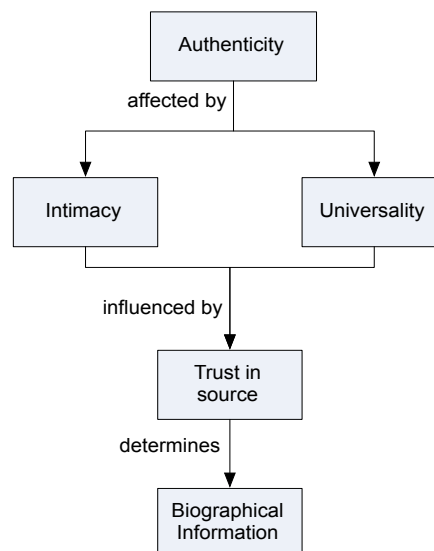 Authenticity
affected by
Intimacy
Universality
influenced by
Trust in
source
determines
Biographical
Information